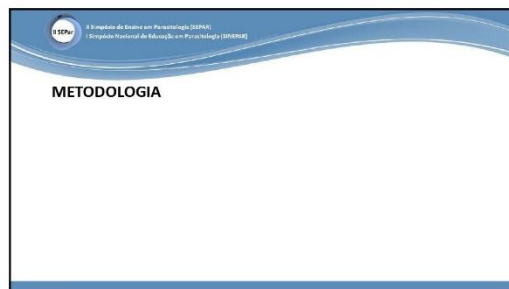 II SEPar
II Simpósio de Ensino em Parasitologia (SEPAR)
I Simpósio Nacional de Educação em Parasitologia (SINEPAR)
METODOLOGIA